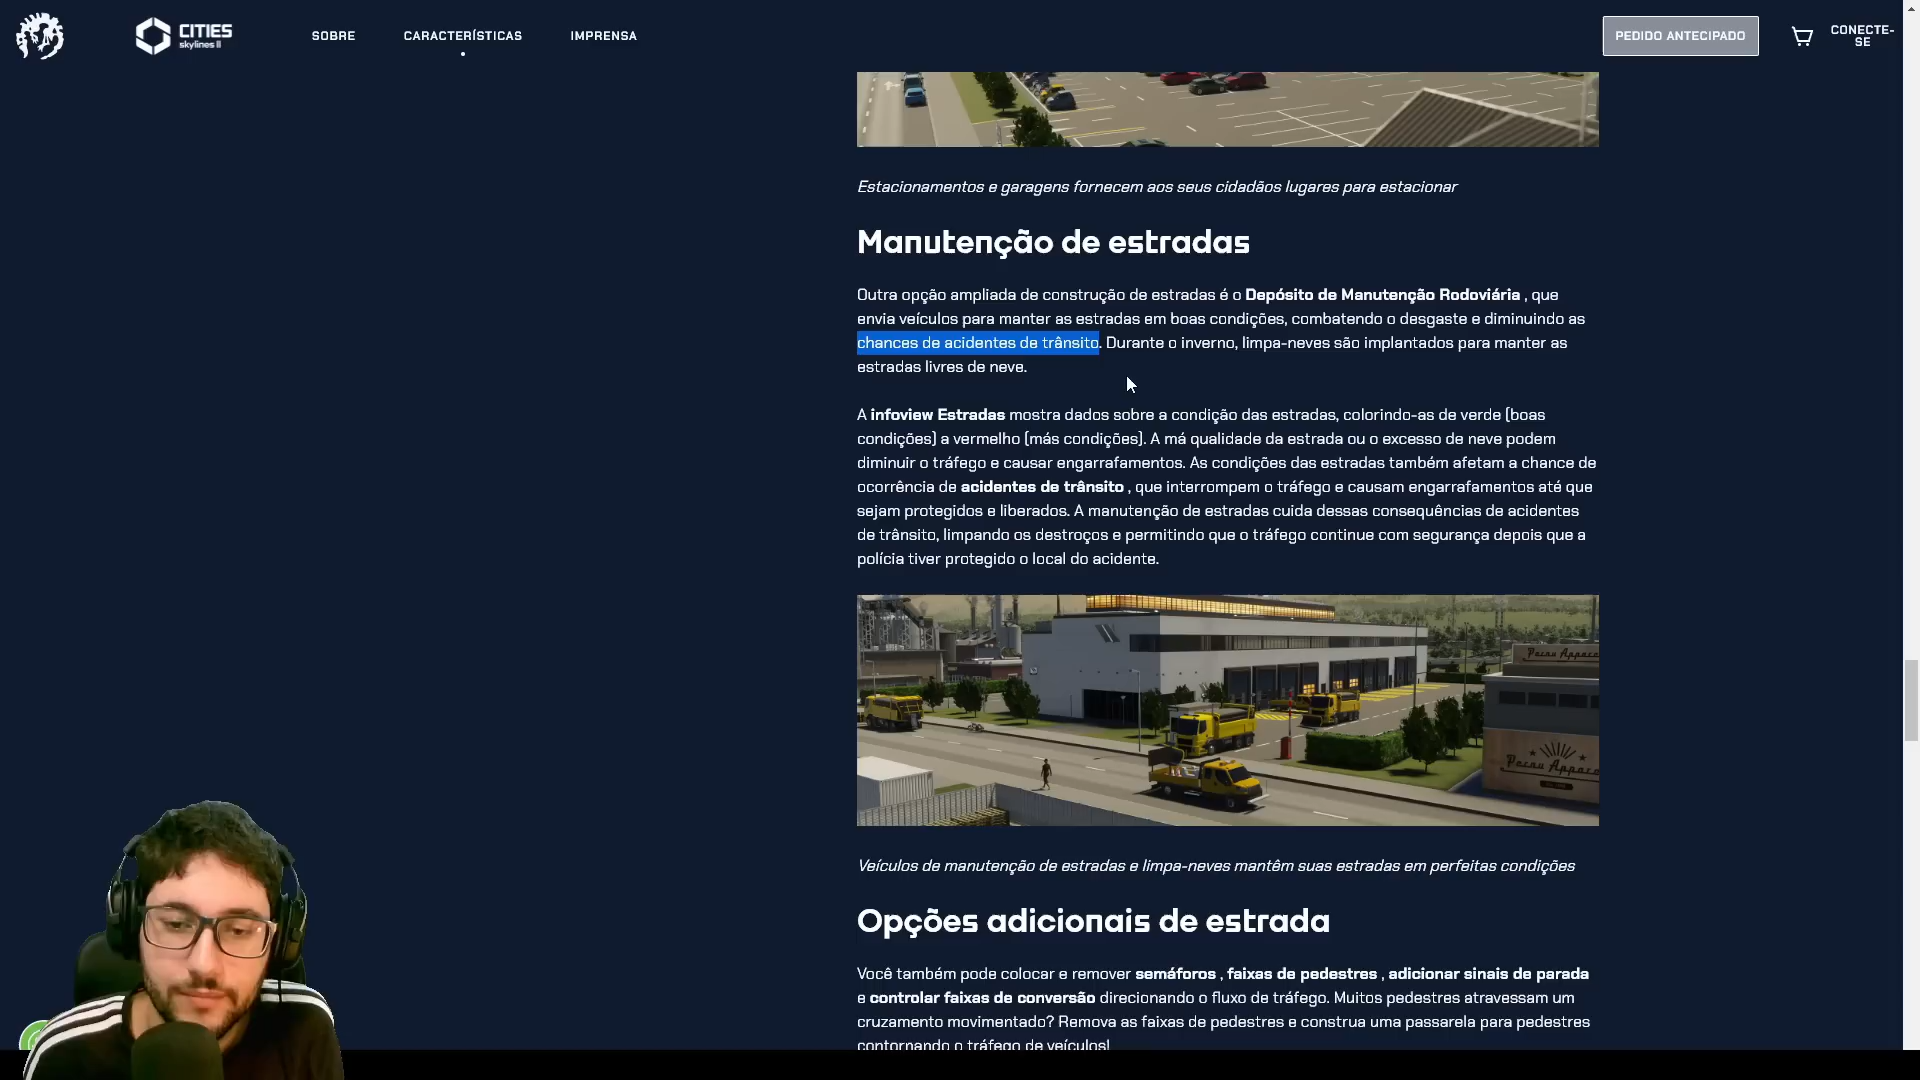 CITIES
skylines II
SOBRE
CARACTERÍSTICAS
IMPRENSA
PEDIDO ANTECIPADO
CONECTE-
SE
Estacionamentos e garagens fornecem aos seus cidadãos lugares para estacionar
Manutenção de estradas
Outra opção ampliada de construção de estradas é o Depósito de Manutenção Rodoviária , que
envia veículos para manter as estradas em boas condições, combatendo o desgaste e diminuindo as
chances de acidentes de trânsito. Durante o inverno, limpa-neves são implantados para manter as
estradas livres de neve.
A infoview Estradas mostra dados sobre a condição das estradas, colorindo-as de verde (boas
condições) a vermelho (más condições). A má qualidade da estrada ou o excesso de neve podem
diminuir o tráfego e causar engarrafamentos. As condições das estradas também afetam a chance de
ocorrência de acidentes de trânsito , que interrompem o tráfego e causam engarrafamentos até que
sejam protegidos e liberados. A manutenção de estradas cuida dessas consequências de acidentes
de trânsito, limpando os destroços e permitindo que o tráfego continue com segurança depois que a
polícia tiver protegido o local do acidente.
Veículos de manutenção de estradas e limpa-neves mantêm suas estradas em perfeitas condições
Opções adicionais de estrada
Você também pode colocar e remover semáforos , faixas de pedestres , adicionar sinais de parada
e controlar faixas de conversão direcionando o fluxo de tráfego. Muitos pedestres atravessam um
cruzamento movimentado? Remova as faixas de pedestres e construa uma passarela para pedestres
contornando o tráfego de veículos!